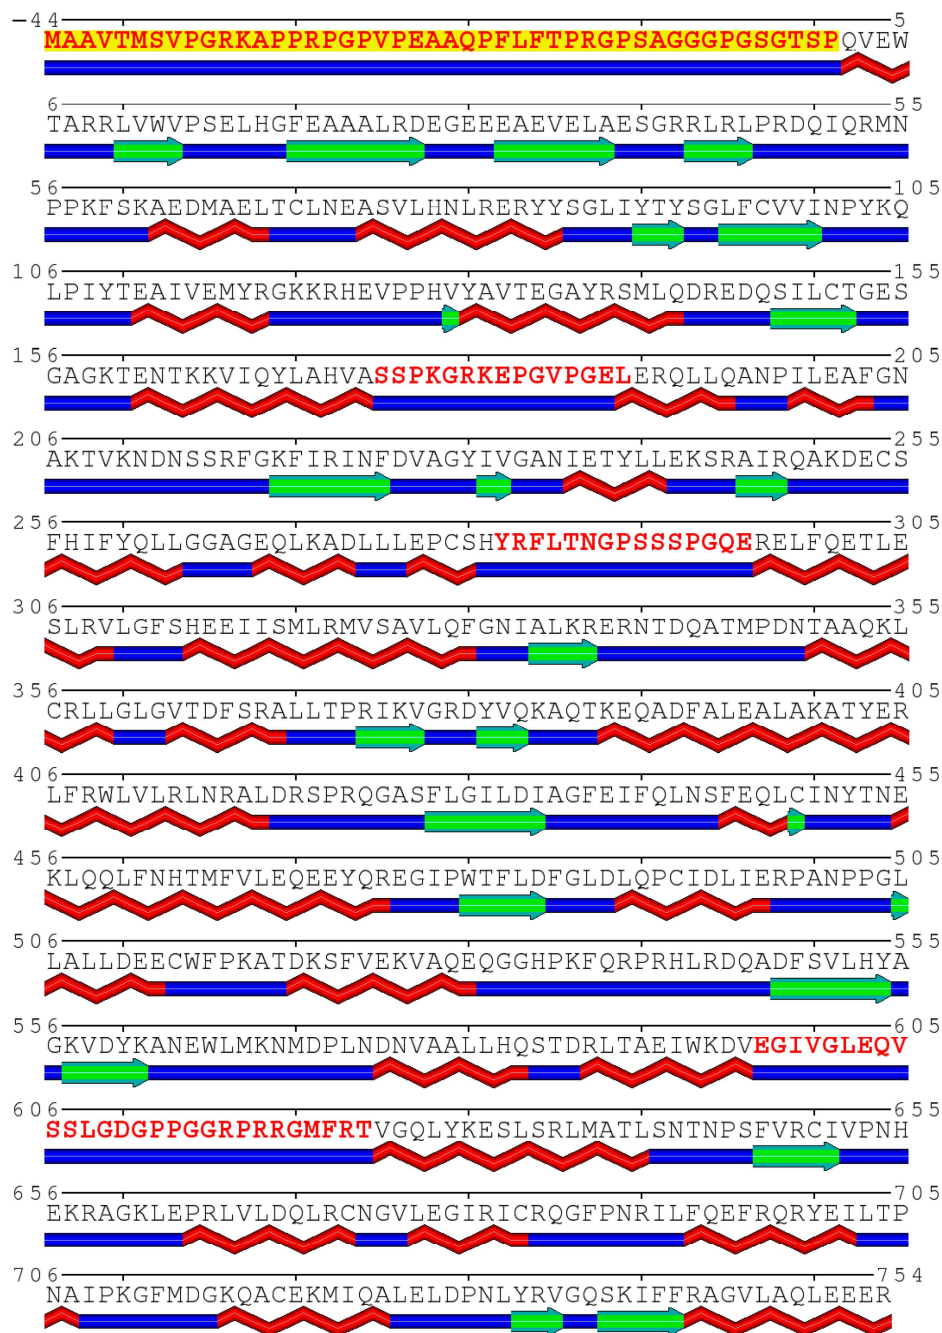 -44 5
MAAVTMSVPGRKAPPRPGPVPEAAQPFLFTPRGPSAGGGPGSGTSPQVEW
6 55
TARRLVWVPSELHGFEAAALRDEGEEEAEVELAESGRRLRLPRDQIQRMN
56 105
PPKFSKAEDMAELTCLNEASVLHNLRERYYSGLIYTYSGLFCVVINPYKQ
106 155
LPIYTEAIVEMYRGKKRHEVPPHVYAVTEGAYRSMLQDREDQSILCTGES
156 205
GAGKTENTKKVIQYLAHVASSPKGRKEPGVPGELERQLLQANPILEAFGN
206 255
AKTVKNDNSSRFGKFIRINFDVAGYIVGANIETYLLEKSRAIRQAKDECS
256 305
FHIFYQLLGGAGEQLKADLLLEPCSHYRFLTNGPSSSPGQERELFQETLE
306 355
SLRVLGFSHEEIISMLRMVSAVLQFGNIALKRERNTDQATMPDNTAAQKL
356 405
CRLLGLGVTDFSRALLTPRIKVGRDYVQKAQTKEQADFALEALAKATYER
406 455
LFRWLVLRLNRALDRSPRQGASFLGILDIAGFEIFQLNSFEQLCINYTNE
456 505
KLQQLFNHTMFVLEQEEYQREGIPWTFLDFGLDLQPCIDLIERPANPPGL
506 555
LALLDEECWFPKATDKSFVEKVAQEQGGHPKFQRPRHLRDQADFSVLHYA
556 605
GKVDYKANEWLMKNMDPLNDNVAALLHQSTDRLTAEIWKDVEGIVGLEQV
606 655
SSLGDGPPGGRPRRGMFRTVGQLYKESLSRLMATLSNTNPSFVRCIVPNH
656 705
EKRAGKLEPRLVLDQLRCNGVLEGIRICRQGFPNRILFQEFRQRYEILTP
706 754
NAIPKGFMDGKQACEKMIQALELDPNLYRVGQSKIFFRAGVLAQLEEER